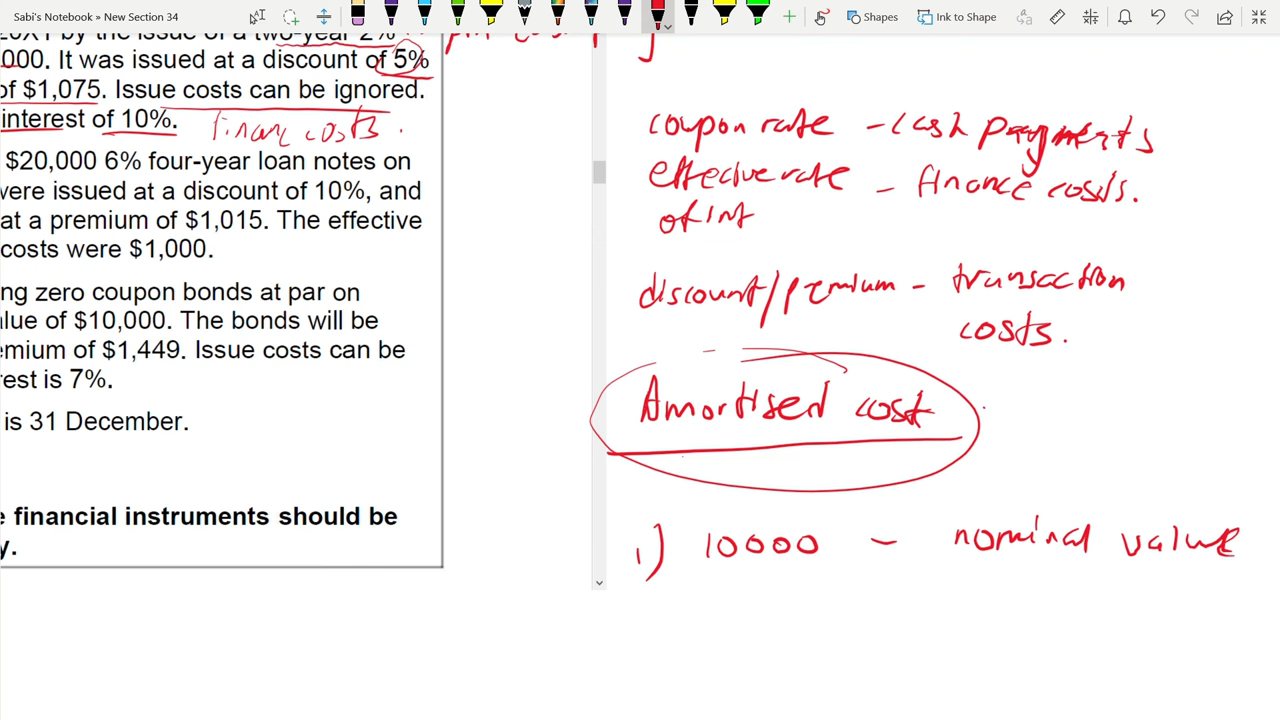 Sabi's Notebook » New Section 34
Shapes
Ink to Shape
20X1 by the issue of a two-year 2%
000. It was issued at a discount of 5%
of $1,075. Issue costs can be ignored.
interest of 10%.
financ costs.
$20,000 6% four-year loan notes on
were issued at a discount of 10%, and
at a premium of $1,015. The effective
costs were $1,000.
ng zero coupon bonds at par on
alue of $10,000. The bonds will be
emium of $1,449. Issue costs can be
rest is 7%.
is 31 December.
e financial instruments should be
y.
coupon rate - cash payments
effective rate - finance costs.
of int
discount/premium - transaction
costs.
Amortised cost
1) 10000 - nominal value